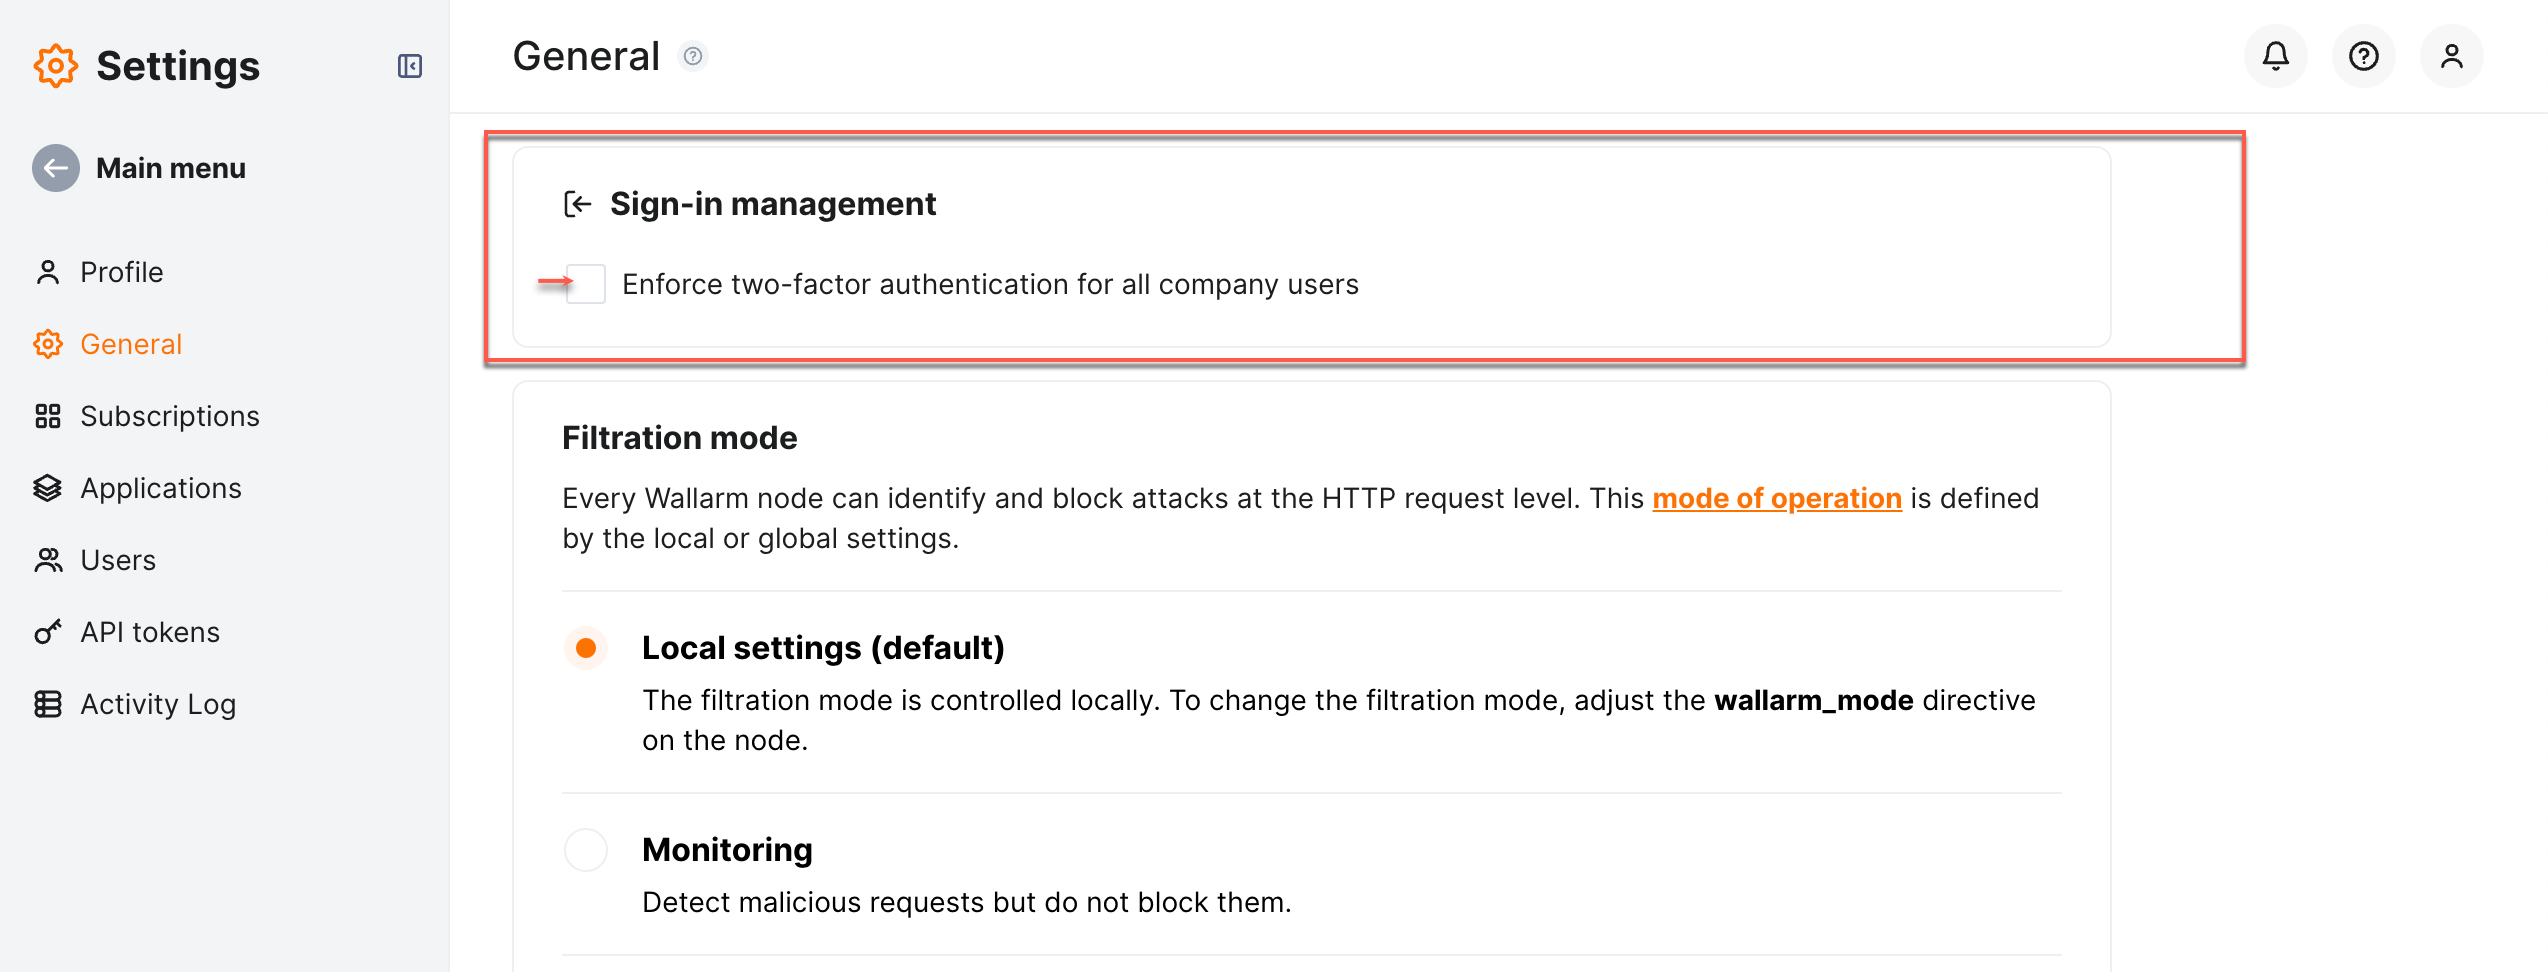 Settings
Main menu
Profile
General
Subscriptions
Applications
Users
API tokens
Activity Log
General
Sign-in management
Enforce two-factor authentication for all company users
Filtration mode
Every Wallarm node can identify and block attacks at the HTTP request level. This mode of operation is defined
by the local or global settings.
Local settings (default)
The filtration mode is controlled locally. To change the filtration mode, adjust the wallarm_mode directive
on the node.
Monitoring
Detect malicious requests but do not block them.